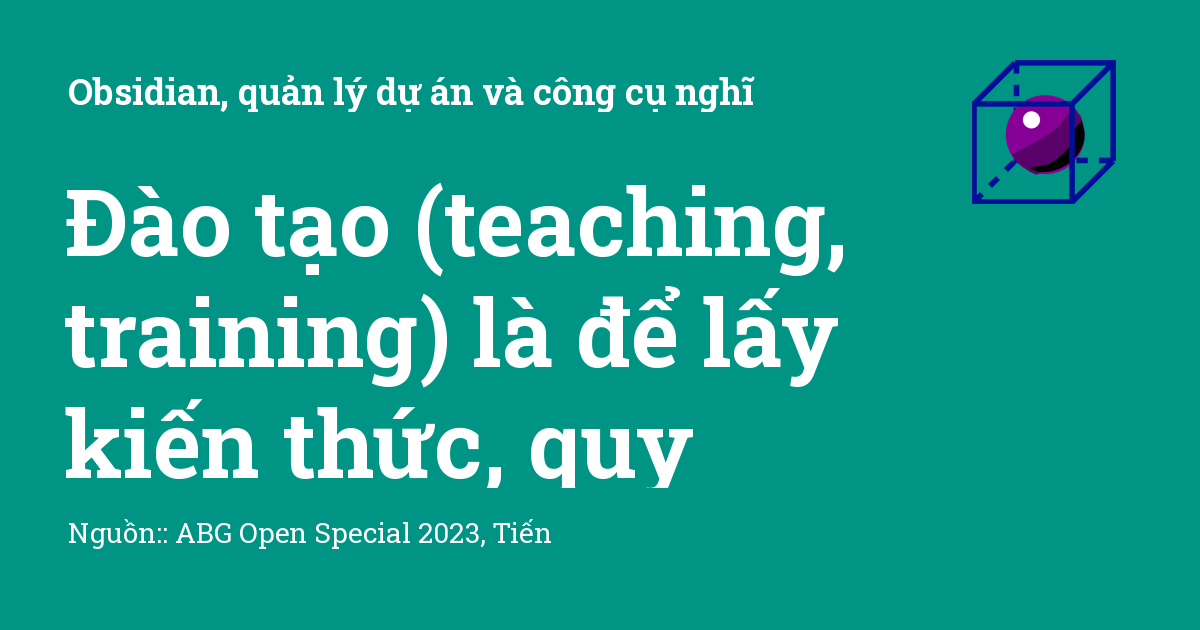 Obsidian, quản lý dự án và công cụ nghĩ
Đào tạo (teaching,
training) là để lấy
kiến thức, quy
Nguồn:: ABG Open Special 2023, Tiến